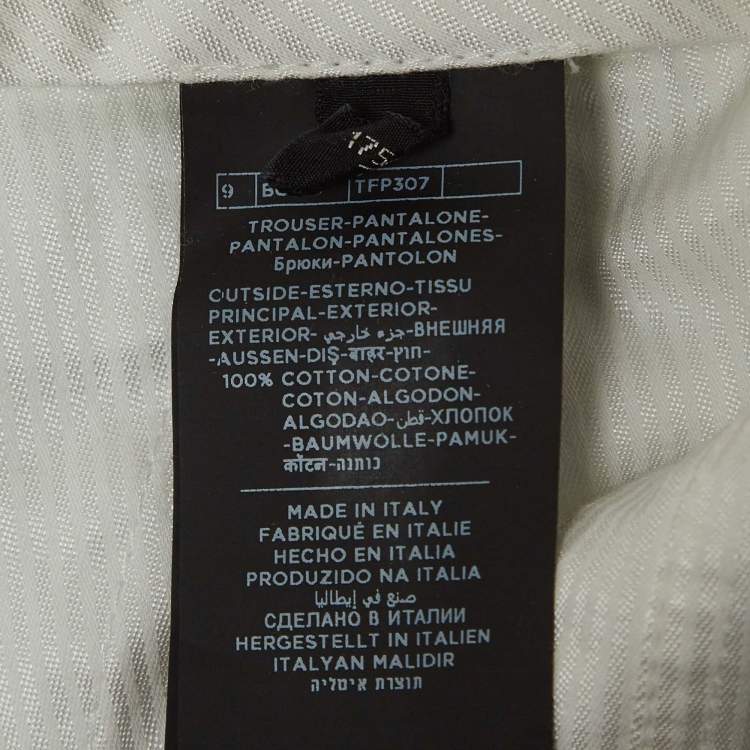 175
9 TFP307
TROUSER-PANTALONE-
PANTALON-PANTALONES-
Брюки-PANTOLON
OUTSIDE-ESTERNO-TISSU
PRINCIPAL-EXTERIOR-
EXTERIOR-جزء خارجي-ВНЕШНЯЯ
-AUSSEN-DIŞ-बाहर-חוץ-
100% COTTON-COTONE-
COTON-ALGODON-
ALGODAO-قطن-ХЛОПОК
-BAUMWOLLE-PAMUK-
कॉटन-כותנה
MADE IN ITALY
FABRIQUÉ EN ITALIE
HECHO EN ITALIA
PRODUZIDO NA ITALIA
صنع في إيطاليا
СДЕЛАНО В ИТАЛИИ
HERGESTELLT IN ITALIEN
ITALYAN MALIDIR
תוצרת איטליה